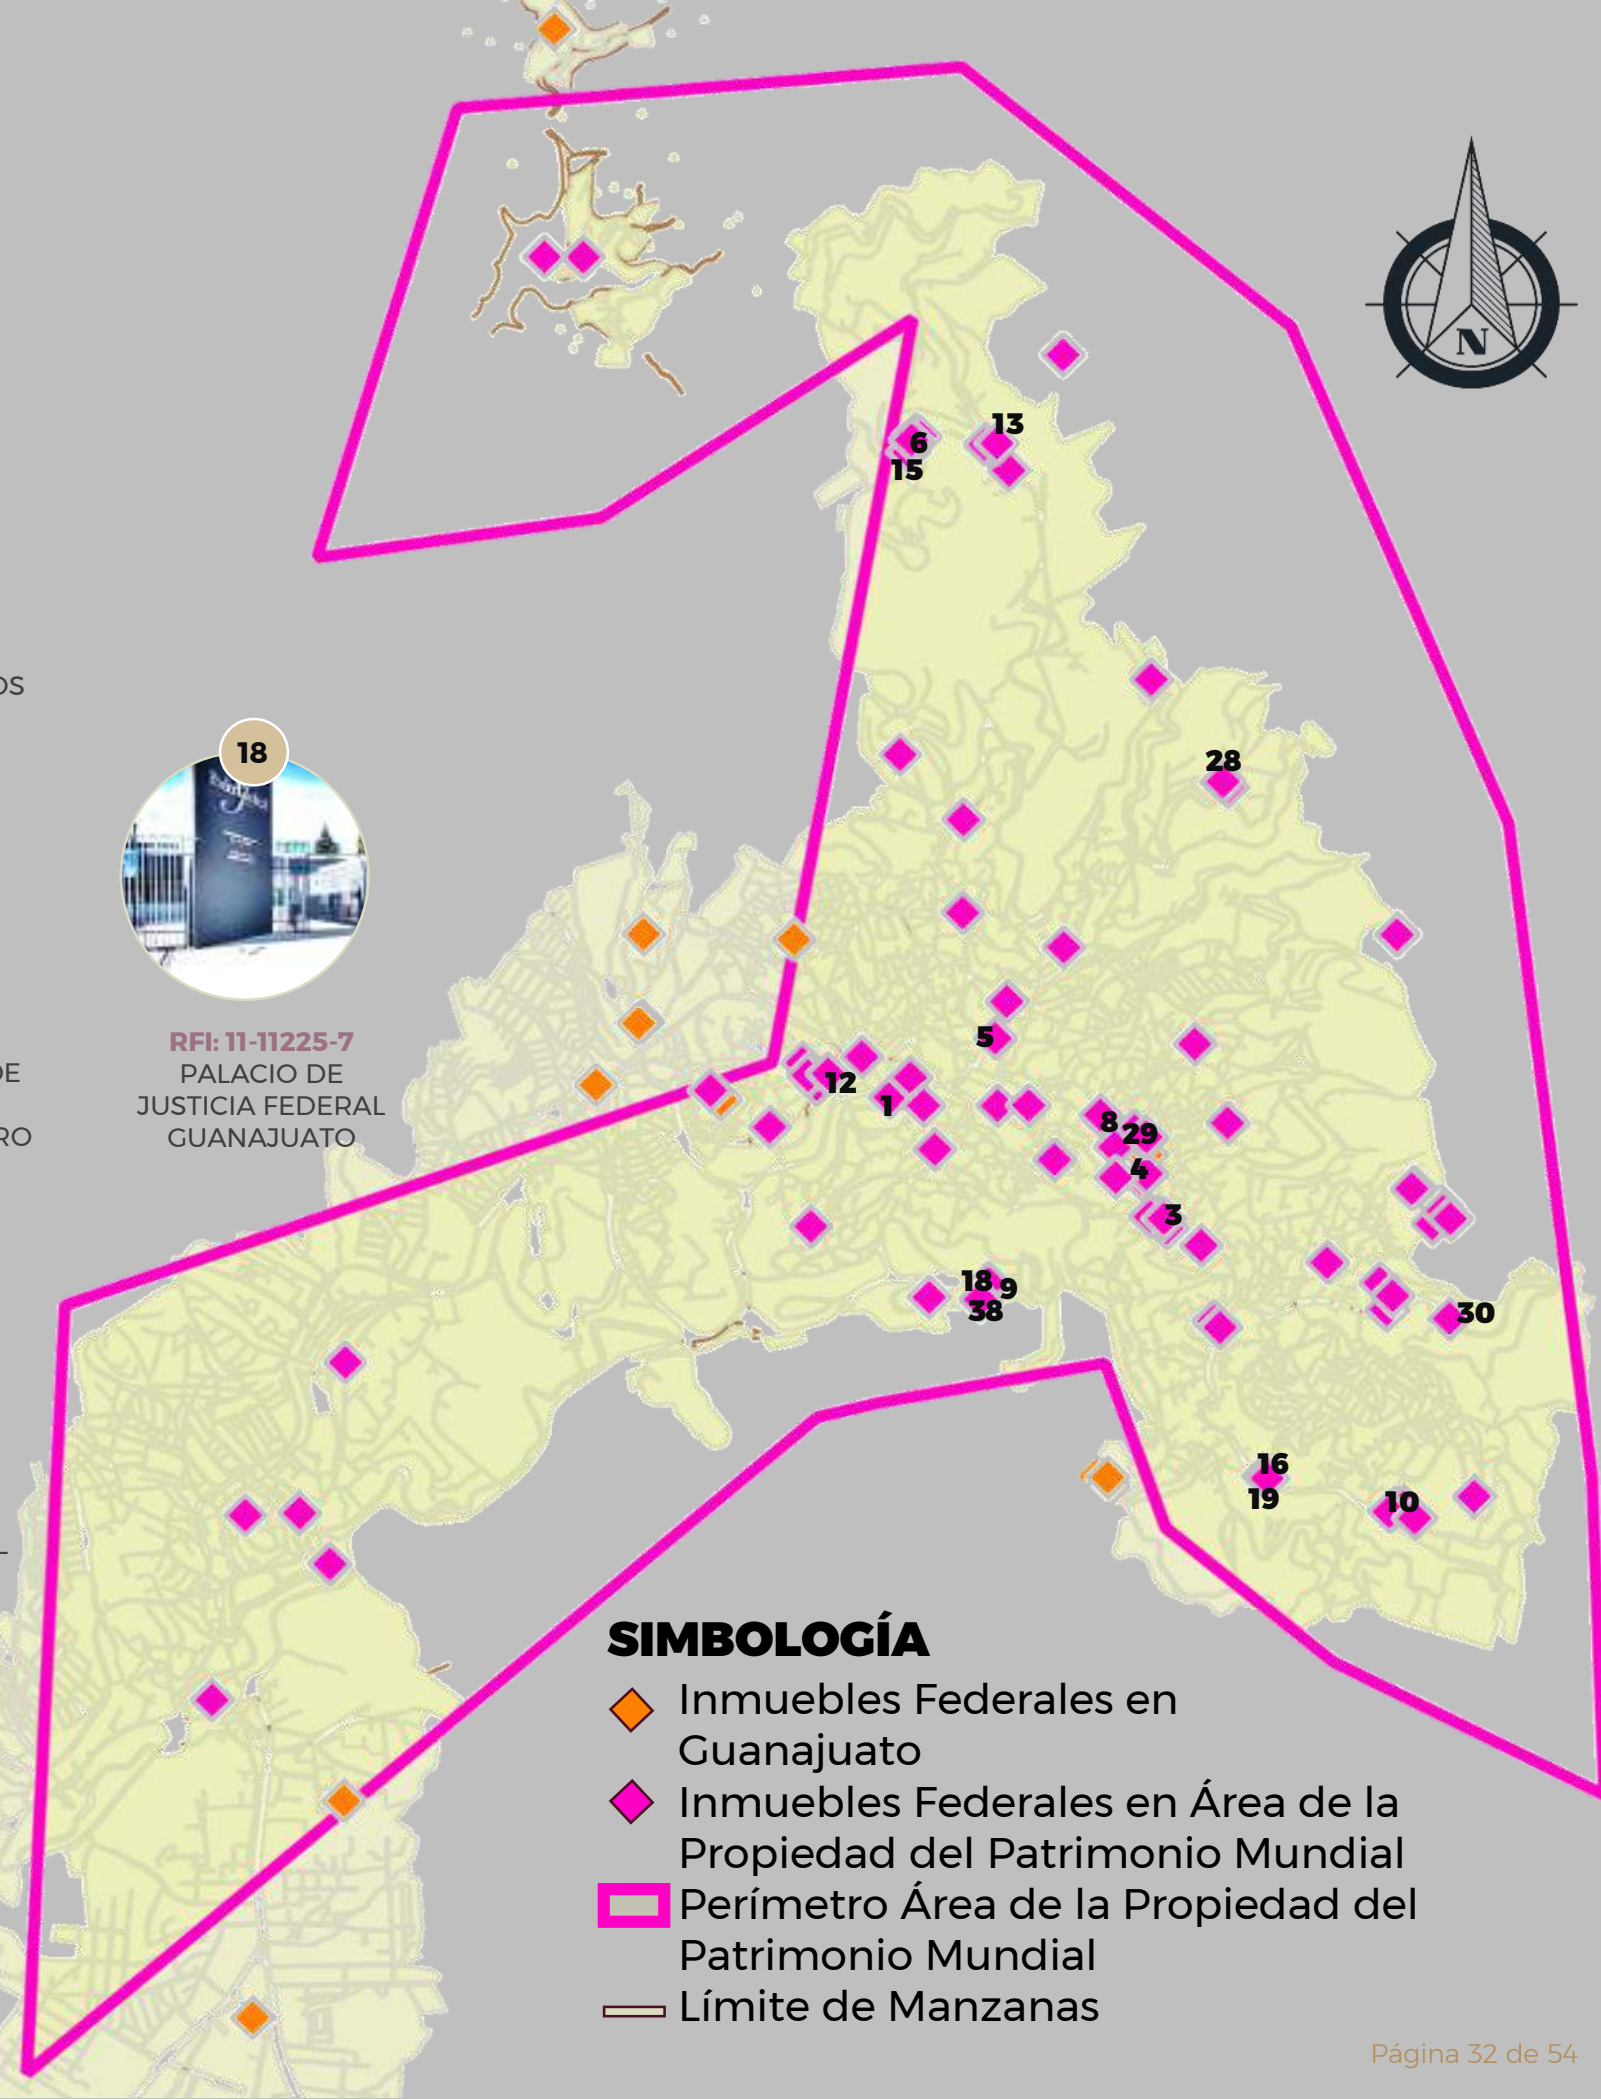 N
13
6
15
OS
18
28
RFI: 11-11225-7
PALACIO DE
JUSTICIA FEDERAL
GUANAJUATO
DE
RO
5
12
1
8
29
4
3
18
9
38
30
16
19
10
SIMBOLOGÍA
Inmuebles Federales en
Guanajuato
Inmuebles Federales en Área de la
Propiedad del Patrimonio Mundial
Perímetro Área de la Propiedad del
Patrimonio Mundial
Límite de Manzanas
Página 32 de 54